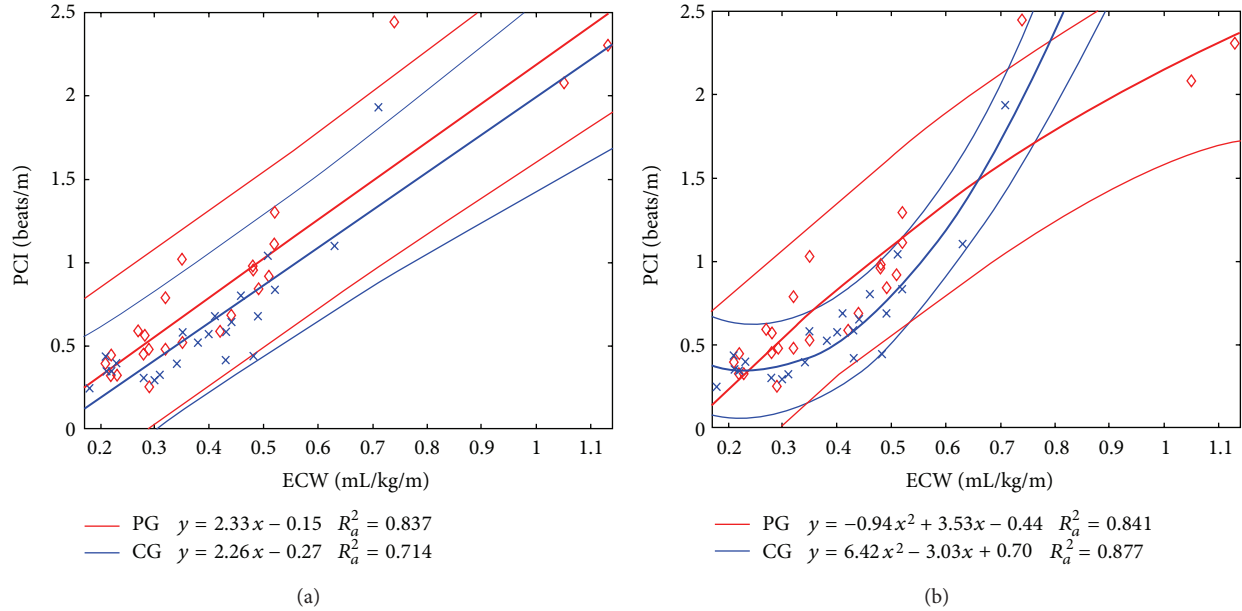 2.5
2
1.5
1
0.5
0
PCI (beats/m)
0.2 0.3 0.4 0.5 0.6 0.7 0.8 0.9 1 1.1
ECW (mL/kg/m)
PG y = 2.33x − 0.15 R²ₐ = 0.837
CG y = 2.26x − 0.27 R²ₐ = 0.714
(a)
2.5
2
1.5
1
0.5
0
PCI (beats/m)
0.2 0.3 0.4 0.5 0.6 0.7 0.8 0.9 1 1.1
ECW (mL/kg/m)
PG y = −0.94x² + 3.53x − 0.44 R²ₐ = 0.841
CG y = 6.42x² − 3.03x + 0.70 R²ₐ = 0.877
(b)